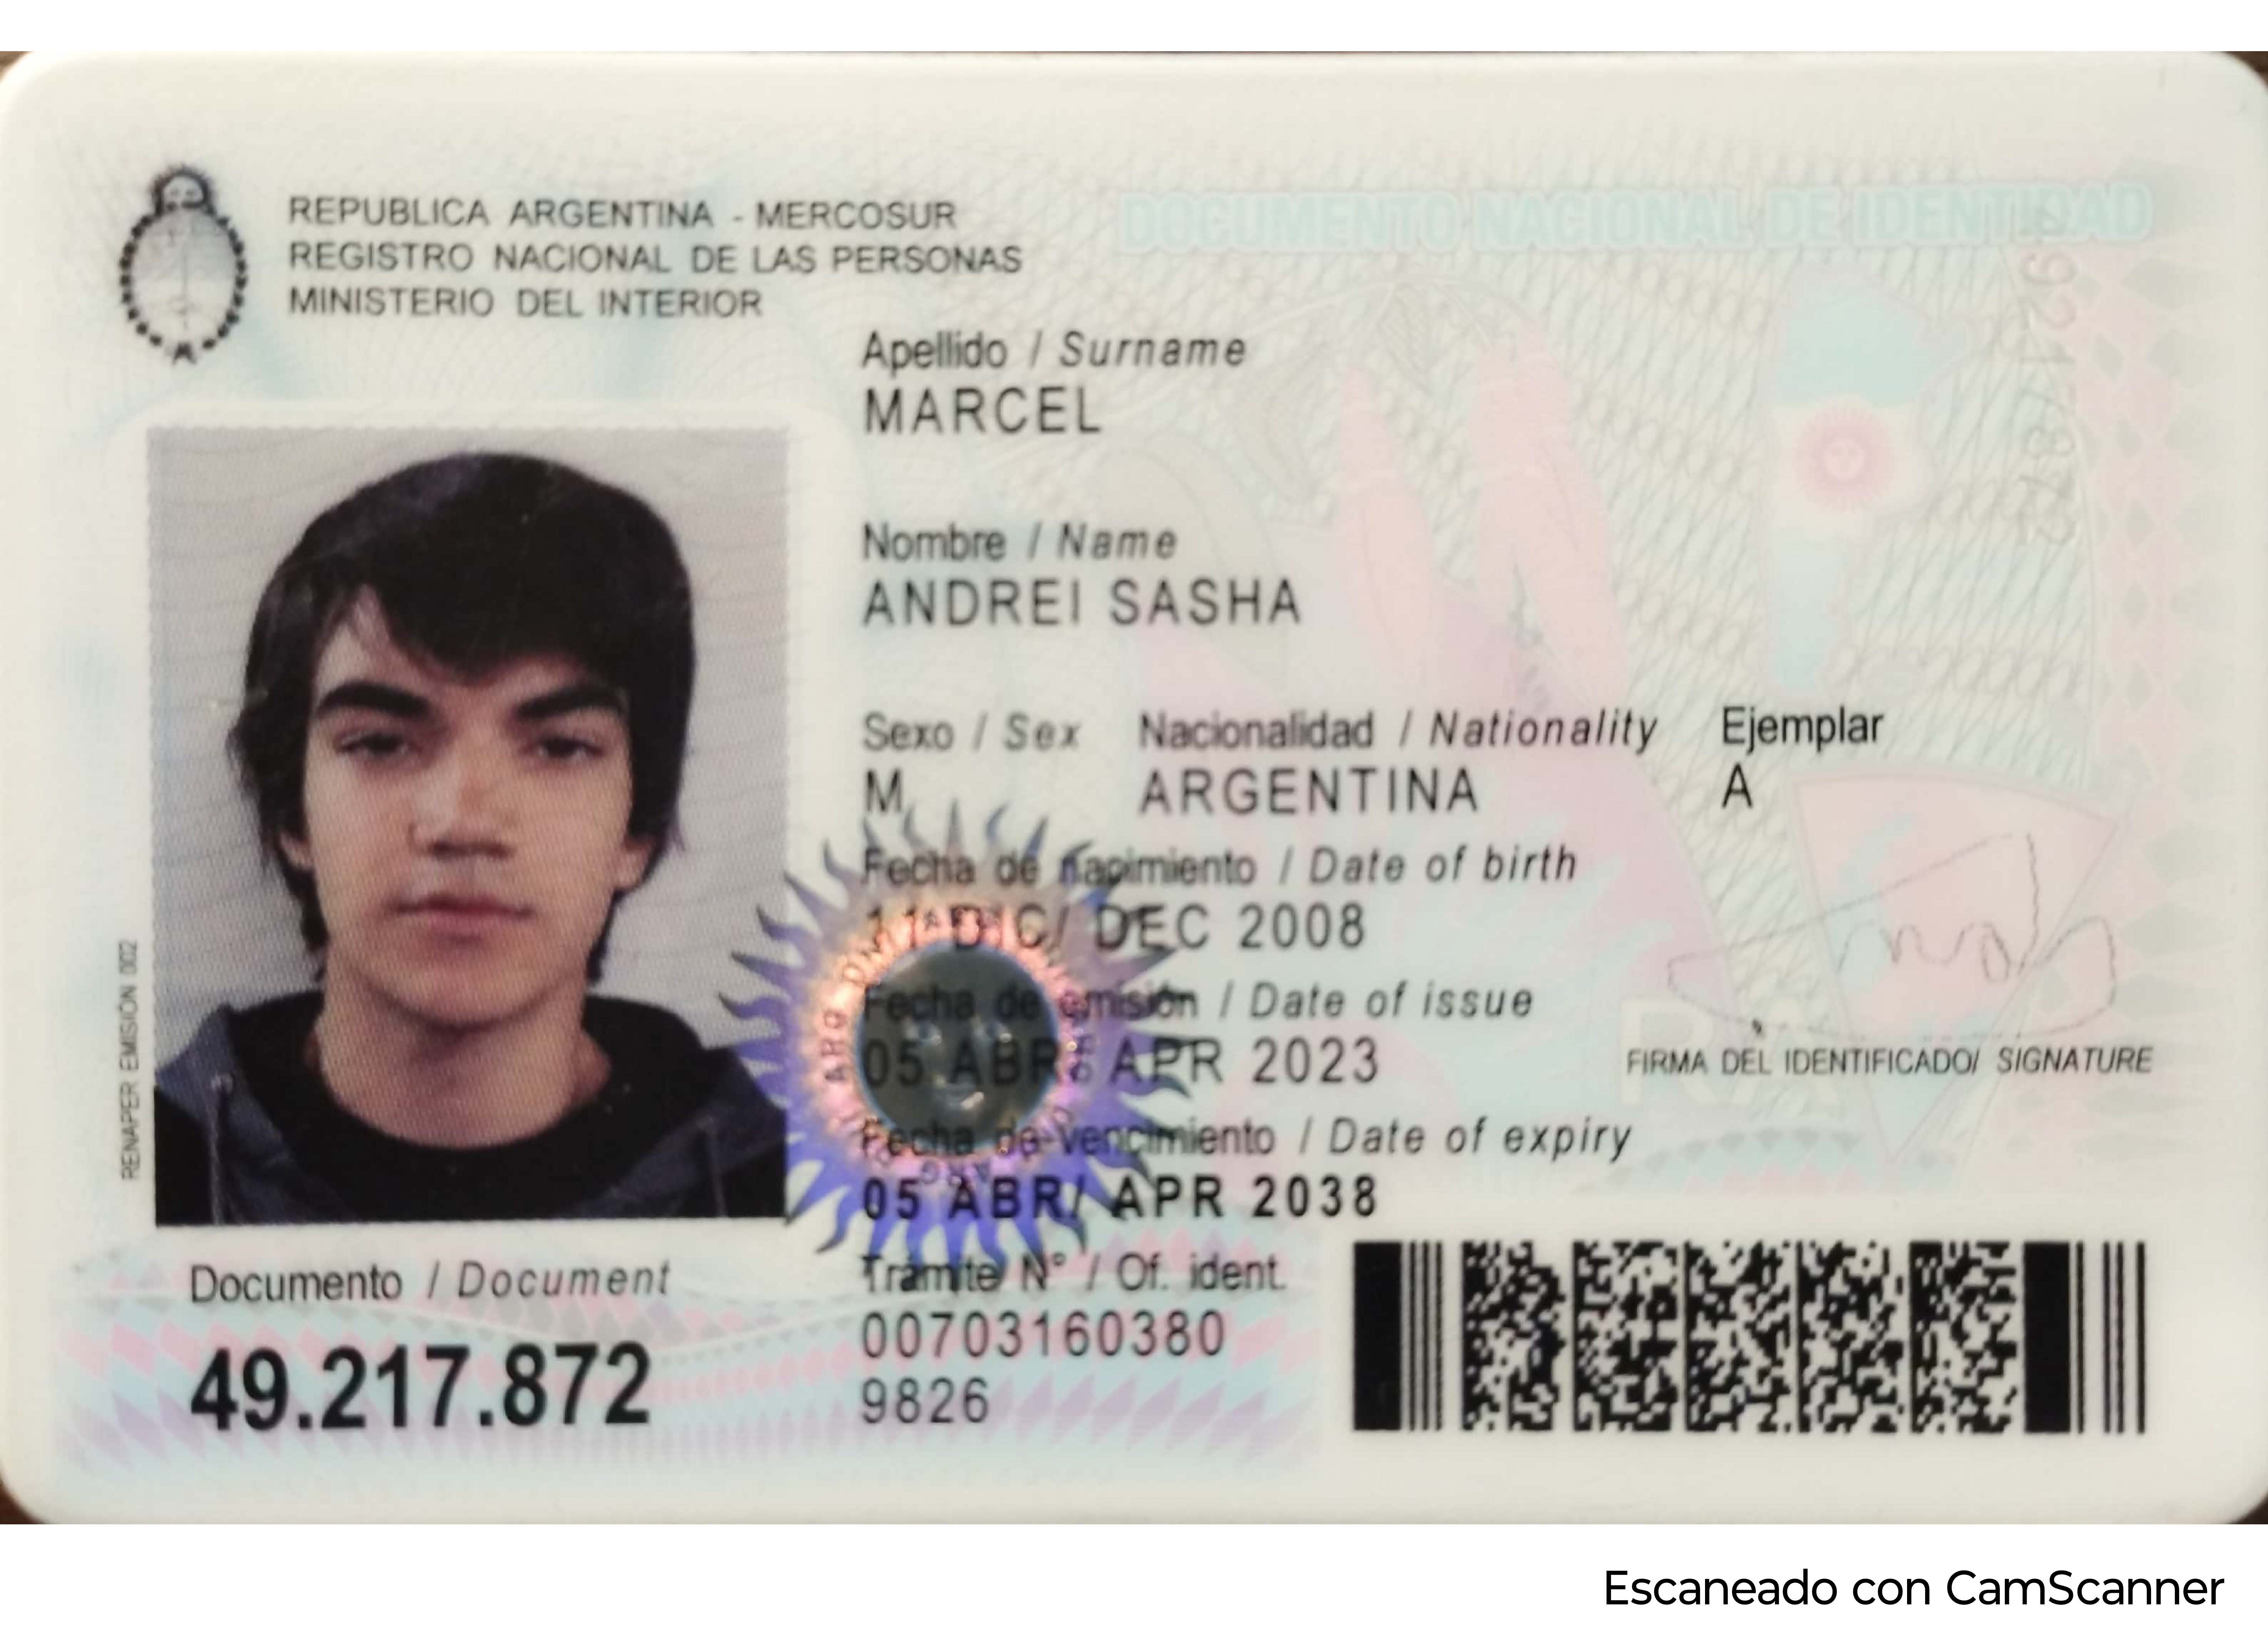 REPUBLICA ARGENTINA - MERCOSUR
REGISTRO NACIONAL DE LAS PERSONAS
MINISTERIO DEL INTERIOR
DOCUMENTO NACIONAL DE IDENTIDAD
Apellido / Surname
MARCEL
Nombre / Name
ANDREI SASHA
Sexo / Sex Nacionalidad / Nationality Ejemplar
M ARGENTINA A
Fecha de nacimiento / Date of birth
11 DIC/ DEC 2008
Fecha de emisión / Date of issue
05 ABR/ APR 2023
FIRMA DEL IDENTIFICADO/ SIGNATURE
Fecha de vencimiento / Date of expiry
05 ABR/ APR 2038
RENAPER EMISIÓN 002
Documento / Document
49.217.872
Tramite N° / Of. ident.
00703160380
9826
Escaneado con CamScanner